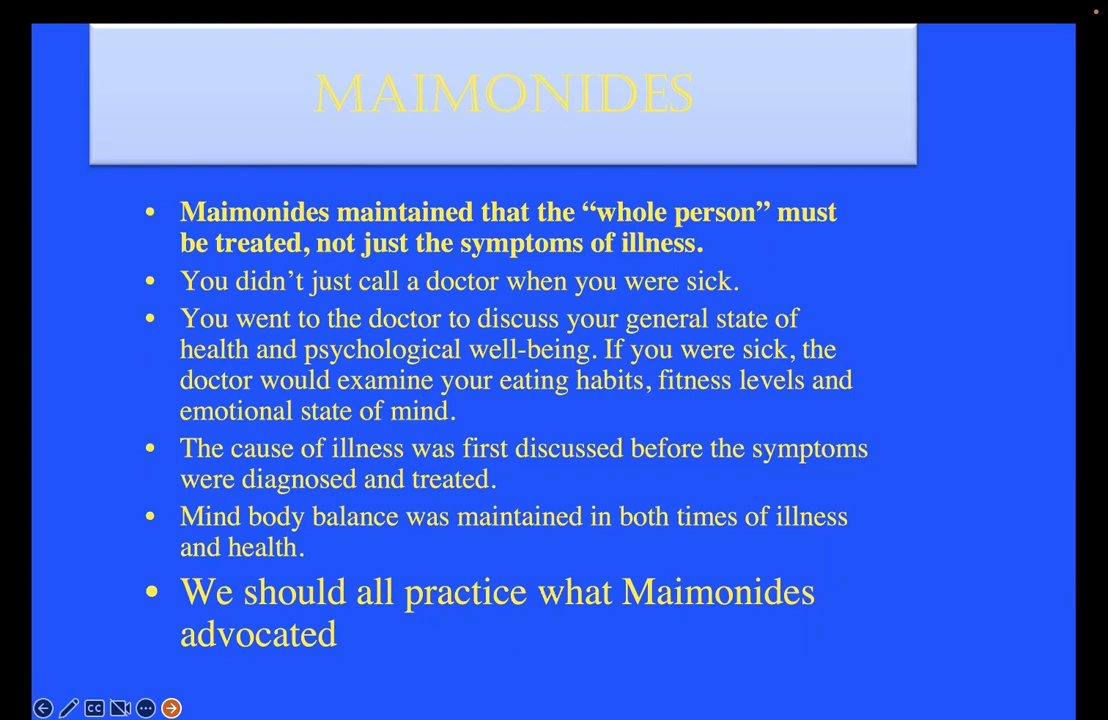 MAIMONIDES
• Maimonides maintained that the “whole person” must
be treated, not just the symptoms of illness.
• You didn’t just call a doctor when you were sick.
• You went to the doctor to discuss your general state of
health and psychological well-being. If you were sick, the
doctor would examine your eating habits, fitness levels and
emotional state of mind.
• The cause of illness was first discussed before the symptoms
were diagnosed and treated.
• Mind body balance was maintained in both times of illness
and health.
• We should all practice what Maimonides
advocated
CC